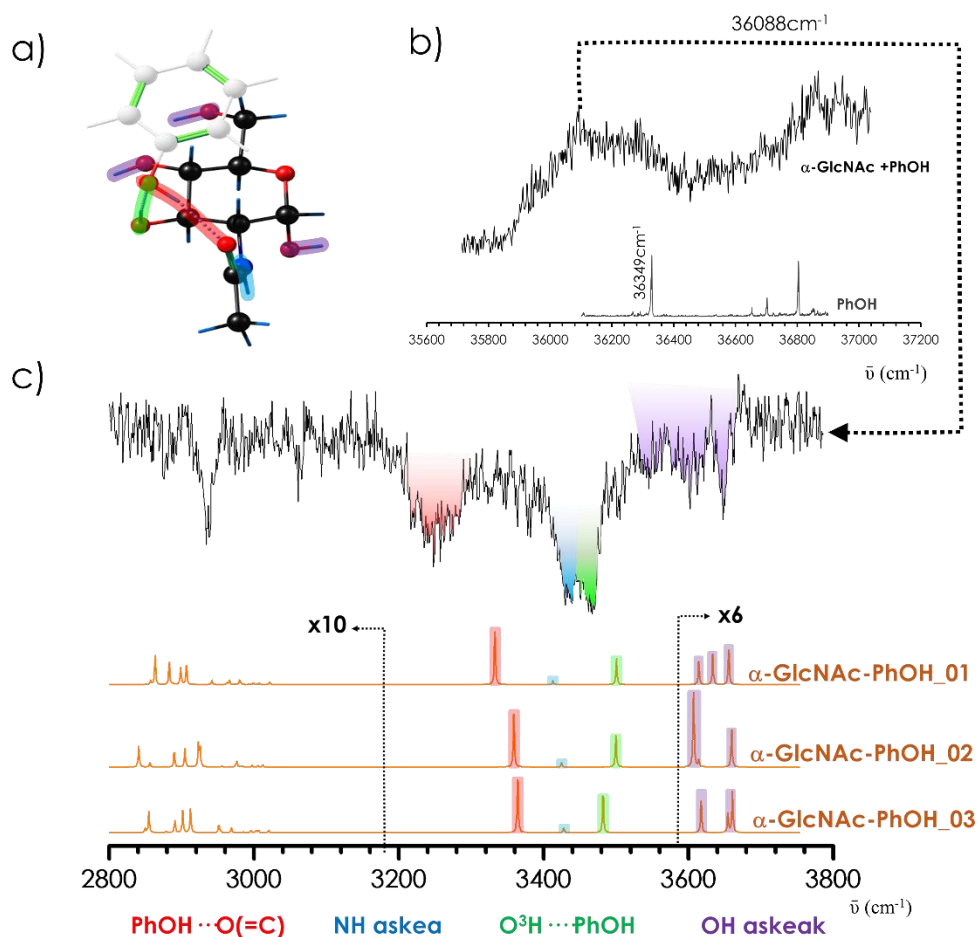 a)
b)
36088cm⁻¹
α-GlcNAc +PhOH
36349cm⁻¹
PhOH
35600 35800 36000 36200 36400 36600 36800 37000 37200
ṽ (cm⁻¹)
c)
x10
x6
α-GlcNAc-PhOH_01
α-GlcNAc-PhOH_02
α-GlcNAc-PhOH_03
2800 3000 3200 3400 3600 3800
ṽ (cm⁻¹)
PhOH ··· O(=C) NH askea O³H ····PhOH OH askeak